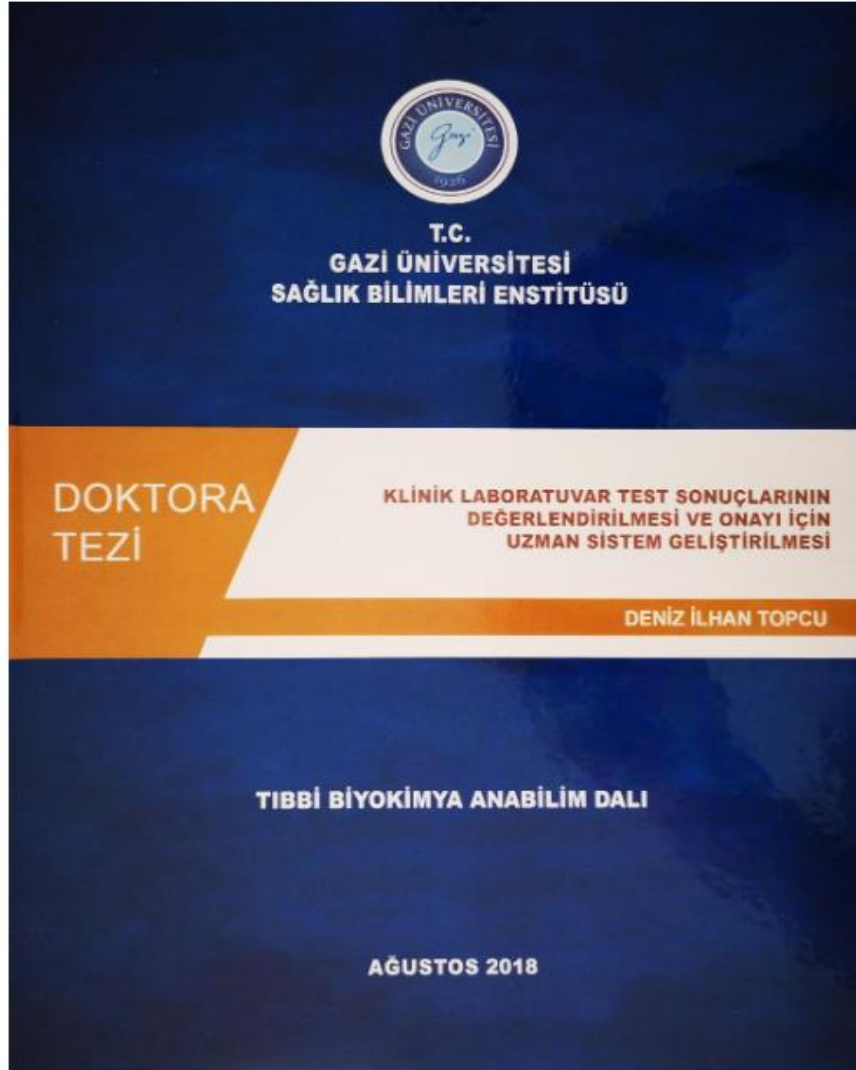 GAZİ ÜNİVERSİTESİ
Gazi
1926
T.C.
GAZİ ÜNİVERSİTESİ
SAĞLIK BİLİMLERİ ENSTİTÜSÜ
DOKTORA
TEZİ
KLİNİK LABORATUVAR TEST SONUÇLARININ
DEĞERLENDİRİLMESİ VE ONAYI İÇİN
UZMAN SİSTEM GELİŞTİRİLMESİ
DENİZ İLHAN TOPCU
TIBBİ BİYOKİMYA ANABİLİM DALI
AĞUSTOS 2018